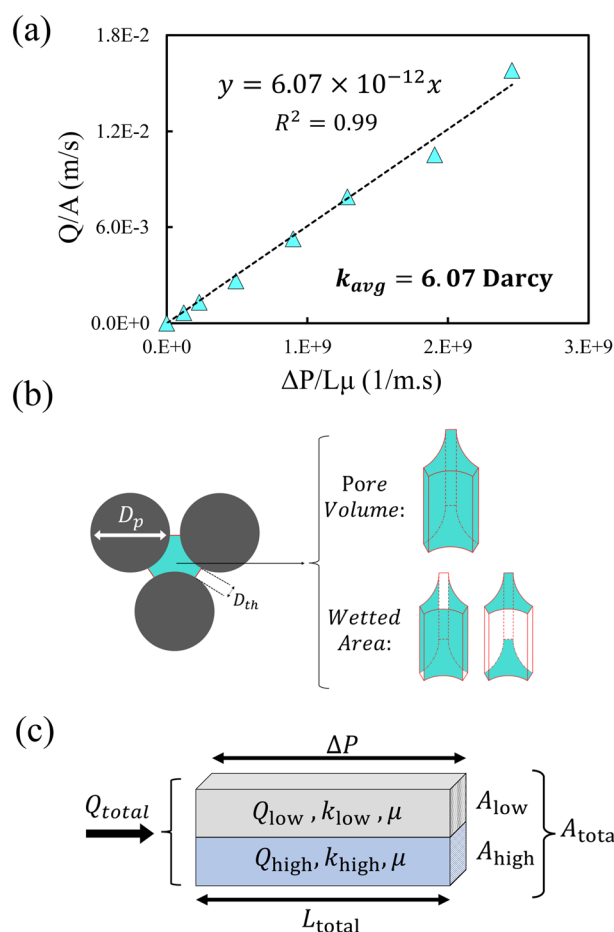 (a)
1.8E-2
1.2E-2
6.0E-3
0.0E+0
Q/A (m/s)
y = 6.07 × 10⁻¹²x
R² = 0.99
k_avg = 6.07 Darcy
0.E+0
1.E+9
2.E+9
3.E+9
ΔP/Lμ (1/m.s)
(b)
D_p
D_th
Pore
Volume:
Wetted
Area:
(c)
ΔP
Q_total
Q_low , k_low , μ
A_low
Q_high, k_high, μ
A_high
A_tota
L_total